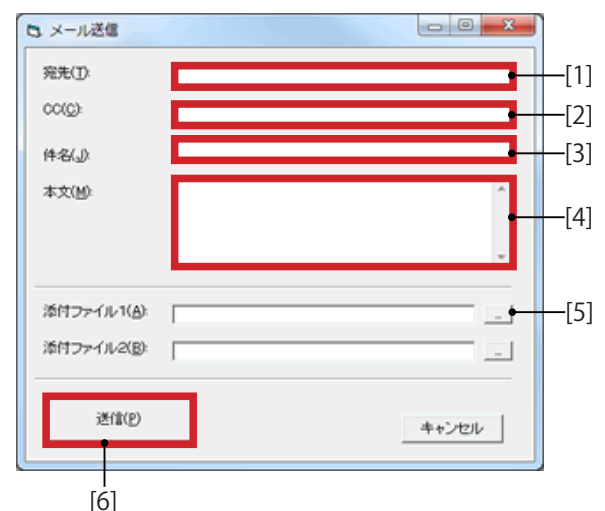 メール送信
宛先(T): [1]
CC(C): [2]
件名(J): [3]
本文(M): [4]
添付ファイル1(A): ... [5]
添付ファイル2(B): ...
送信(P) キャンセル
[6]